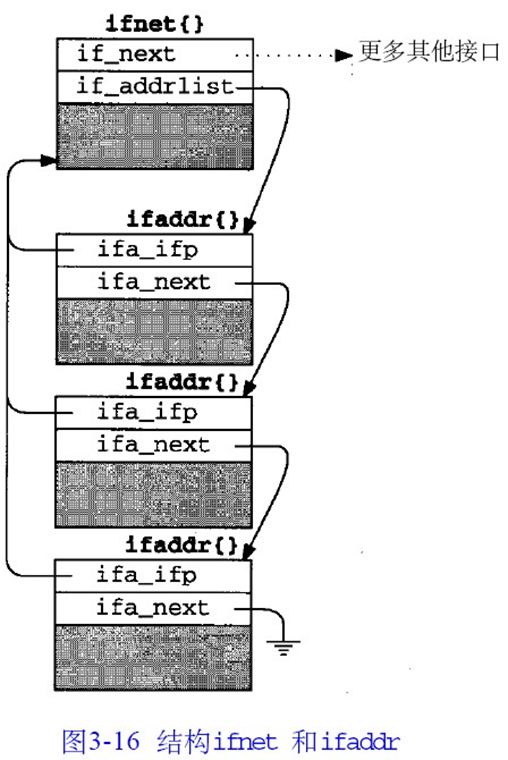 ifnet{}
if_next
更多其他接口
if_addrlist
ifaddr{}
ifa_ifp
ifa_next
ifaddr{}
ifa_ifp
ifa_next
ifaddr{}
ifa_ifp
ifa_next
图3-16 结构ifnet 和ifaddr